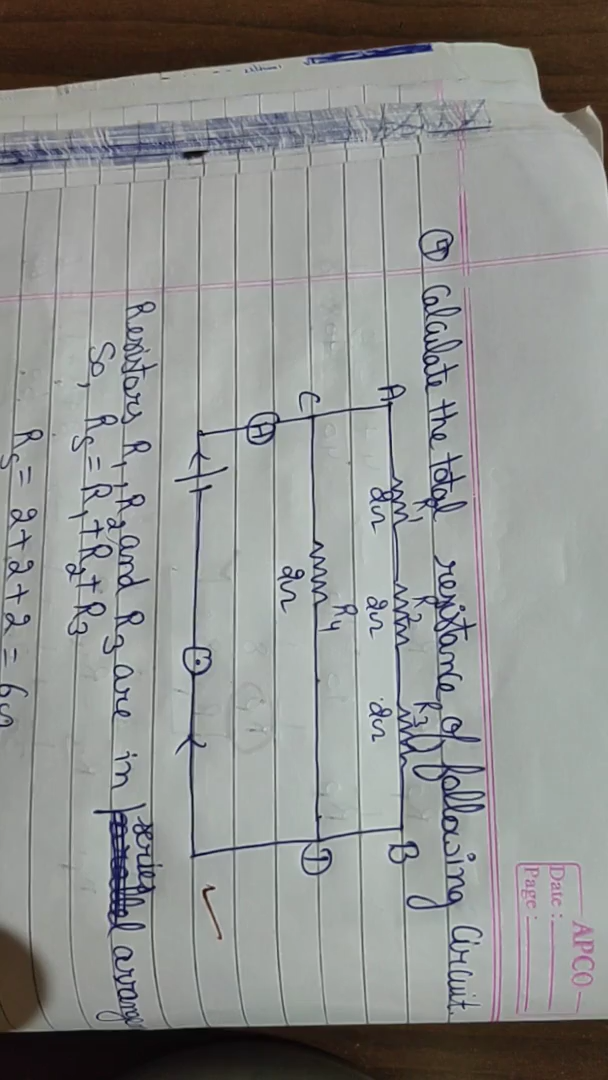 APCO
Date :
Page :
⑦ Calculate the total resistance of following circuit.
R1 R2 R3
A B
2Ω 2Ω 2Ω
R4
C D
2Ω
A
Resistors R1, R2 and R3 are in series
So, RS = R1 + R2 + R3
RS = 2+2+2 = 6Ω